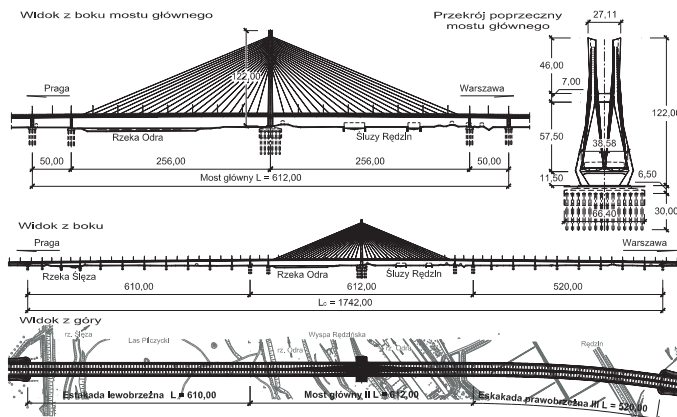 Widok z boku mostu głównego
122,00
Praga
Warszawa
Rzeka Odra
Śluzy Rędzin
50,00 256,00 256,00 50,00
Most główny L = 612,00
Przekrój poprzeczny
mostu głównego
27,11
46,00
7,00
57,50
122,00
38,58
11,50
6,50
66,40
30,00
Widok z boku
Praga
Warszawa
Rzeka Ślęza
Rzeka Odra
Śluzy Rędzin
610,00 612,00 520,00
Lc = 1742,00
Widok z góry
rz. Ślęza
Las Pilczycki
rz. Odra
Wyspa Rędzińska
rz. Odra
Rędzin
Estakada lewobrzeżna L = 610,00
Most główny II L = 612,00
Eskakada prawobrzeżna III L = 520,00